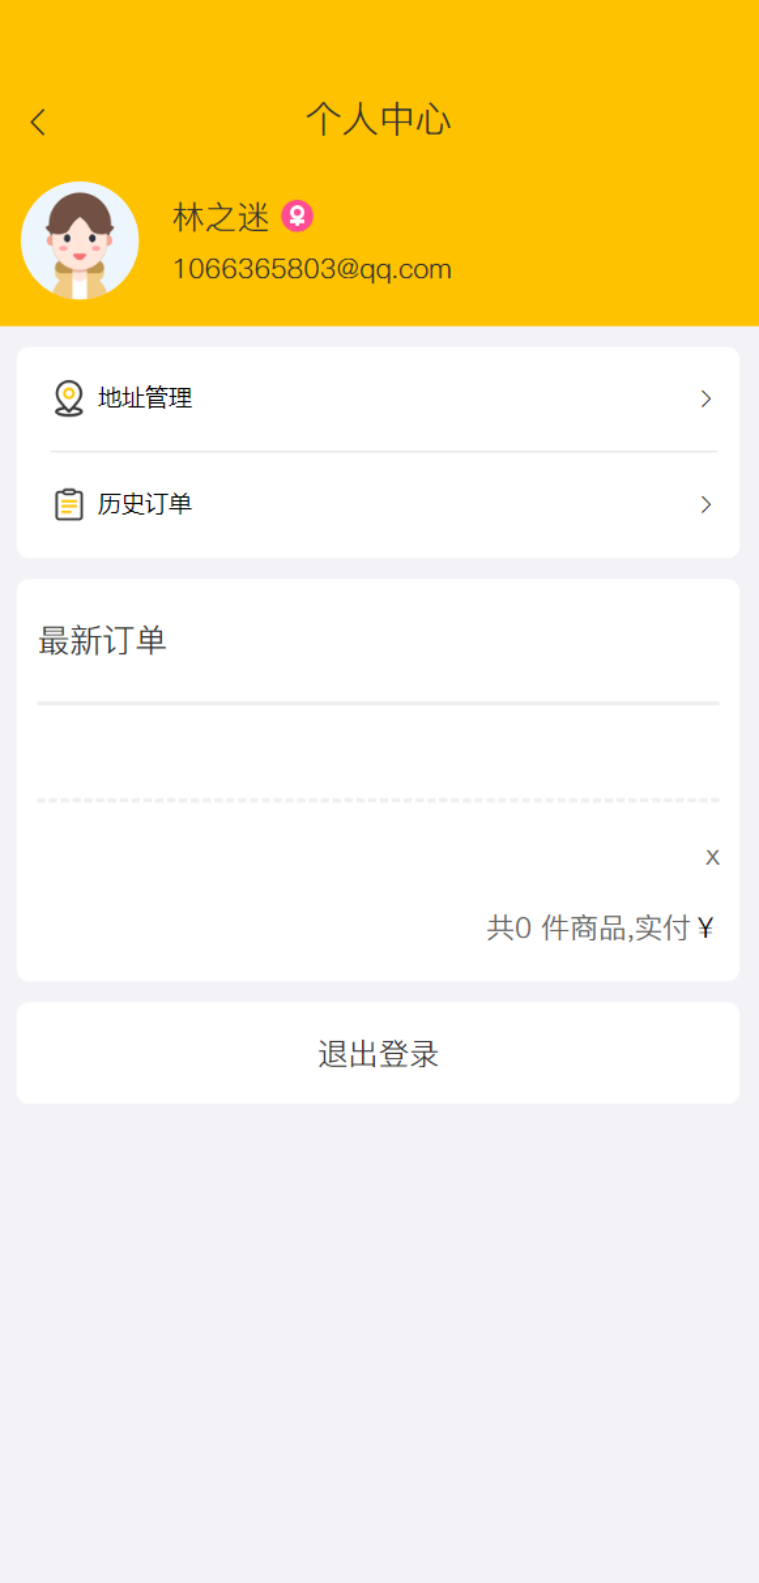 个人中心
林之迷
1066365803@qq.com
地址管理
历史订单
最新订单
x
共0 件商品,实付 ¥
退出登录